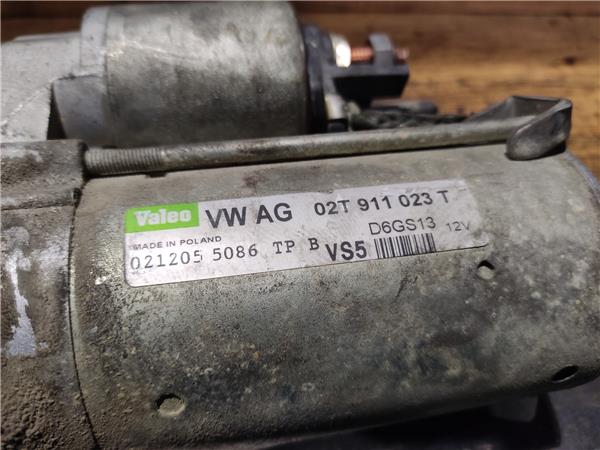 Valeo VW AG 02T 911 023 T
MADE IN POLAND D6GS13 12V
021205 5086 TP B VS5